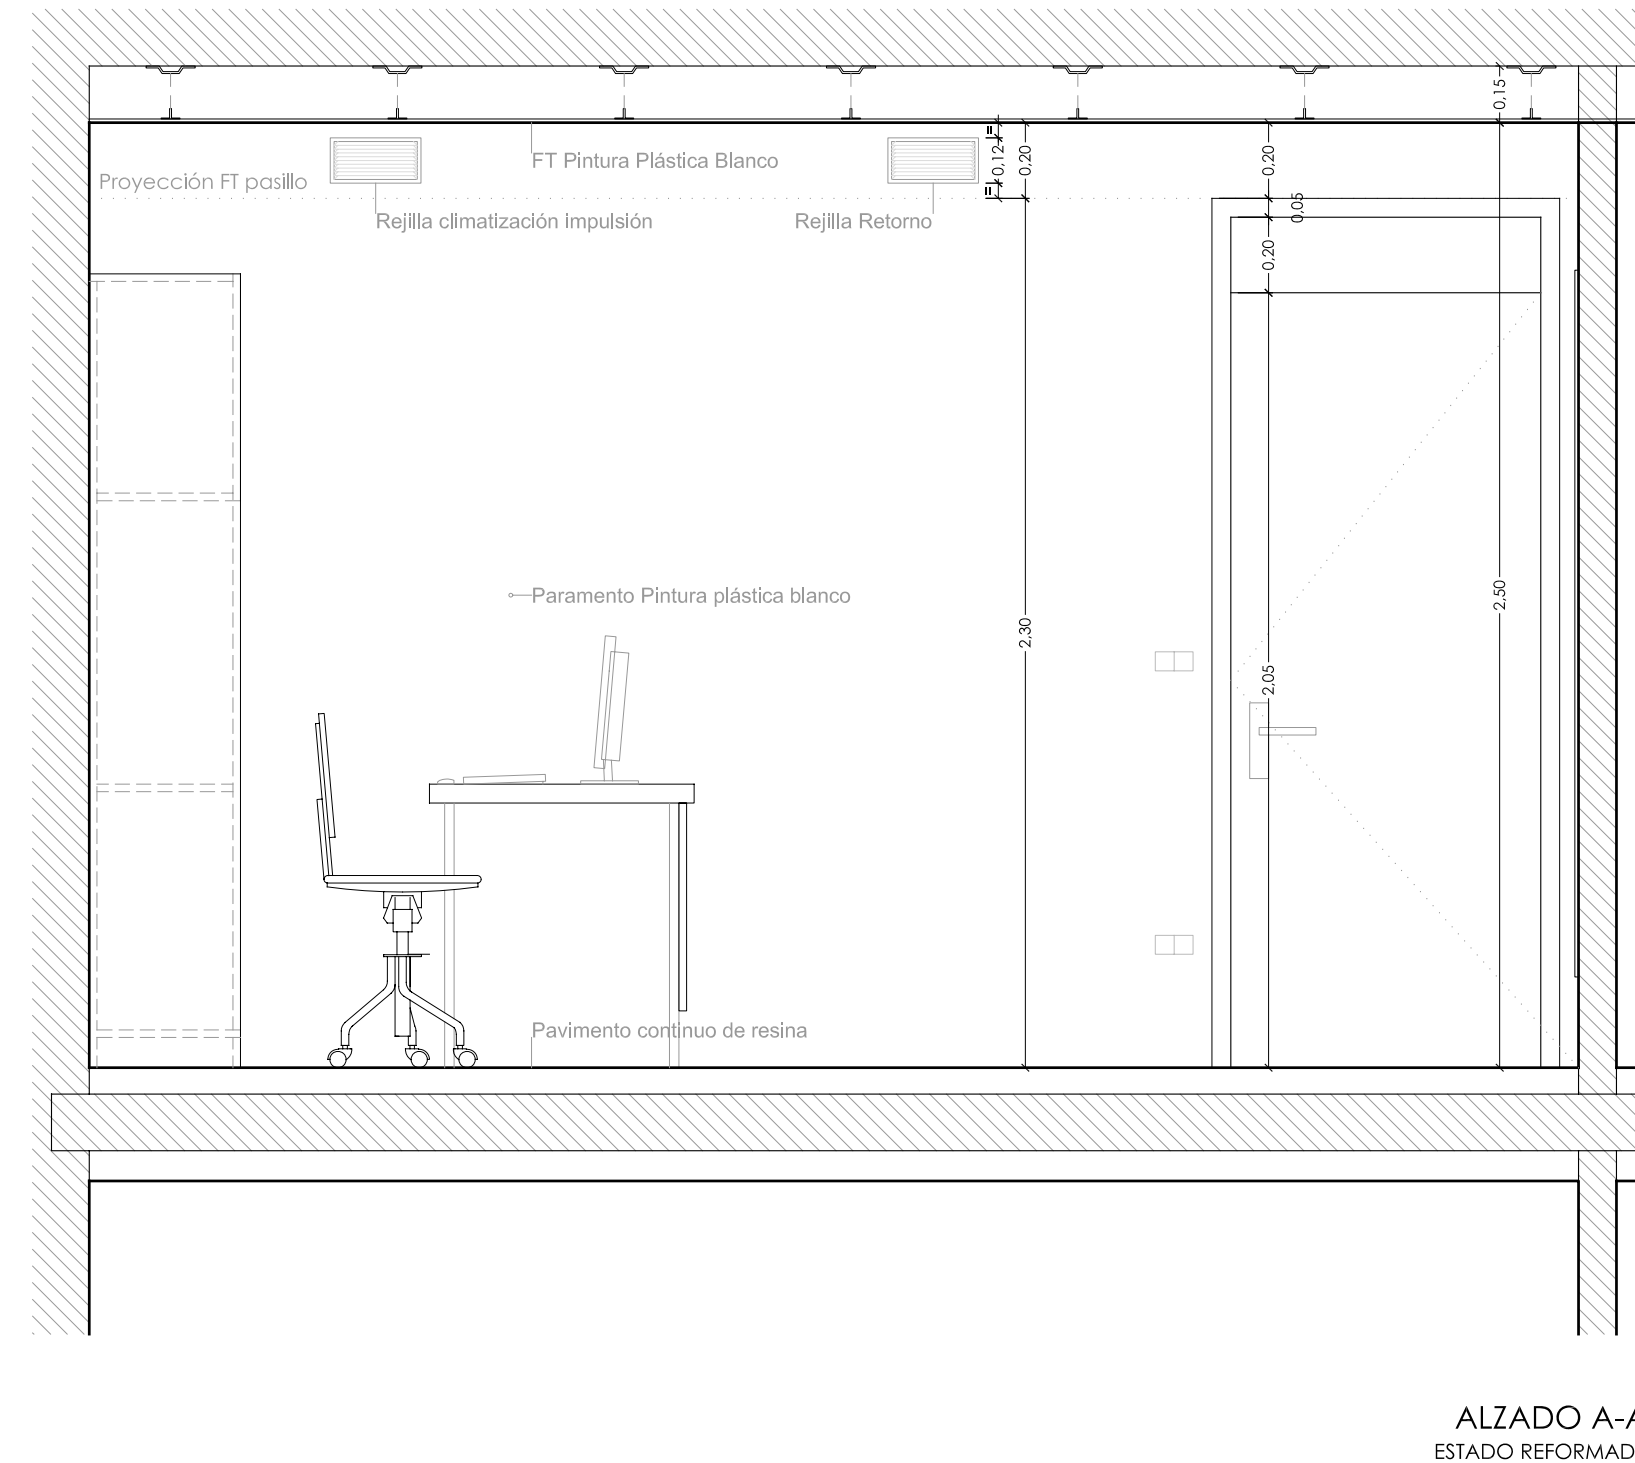 0,15
FT Pintura Plástica Blanco
=
0,12
=
0,20
0,20
Proyección FT pasillo
Rejilla climatización impulsión
Rejilla Retorno
0,05
0,20
Paramento Pintura plástica blanco
2,50
2,30
2,05
Pavimento continuo de resina
ALZADO A-A
ESTADO REFORMAD